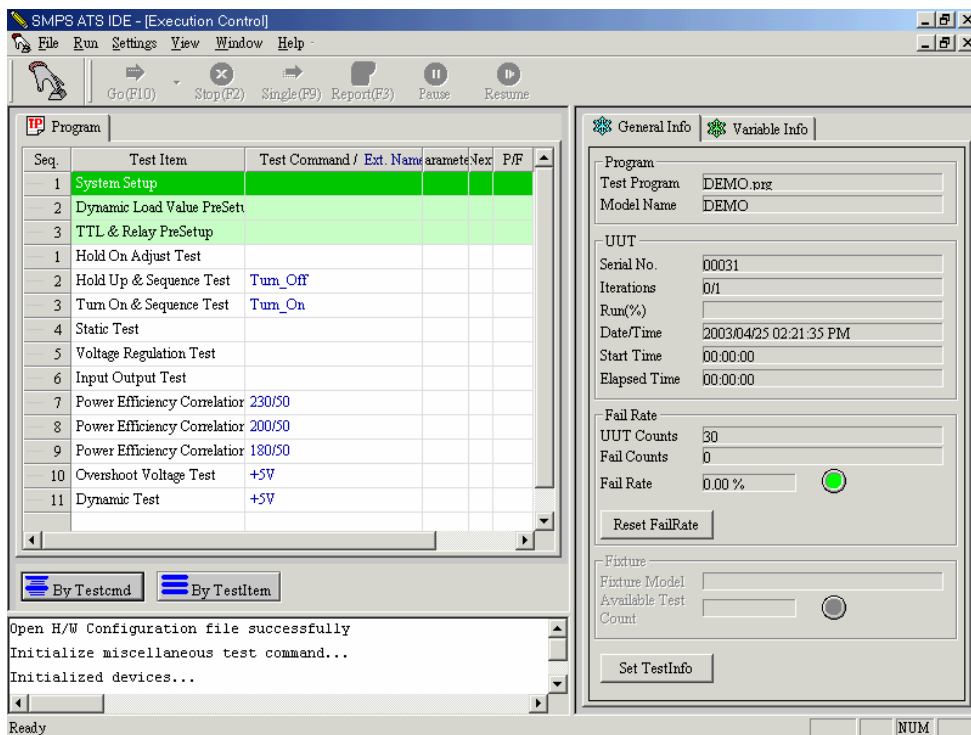 SMPS ATS IDE - [Execution Control]
File Run Settings View Window Help
Go(F10) Stop(F2) Single(F9) Report(F3) Pause Resume
TP Program
Seq. Test Item Test Command / Ext. Name aramete Nex P/F
1 System Setup
2 Dynamic Load Value PreSetu
3 TTL & Relay PreSetup
1 Hold On Adjust Test
2 Hold Up & Sequence Test Turn_Off
3 Turn On & Sequence Test Turn_On
4 Static Test
5 Voltage Regulation Test
6 Input Output Test
7 Power Efficiency Correlation 230/50
8 Power Efficiency Correlation 200/50
9 Power Efficiency Correlation 180/50
10 Overshoot Voltage Test +5V
11 Dynamic Test +5V
By Testcmd By TestItem
Open H/W Configuration file successfully
Initialize miscellaneous test command...
Initialized devices...
Ready
General Info Variable Info
Program
Test Program DEMO.prg
Model Name DEMO
UUT
Serial No. 00031
Iterations 0/1
Run(%)
Date/Time 2003/04/25 02:21:35 PM
Start Time 00:00:00
Elapsed Time 00:00:00
Fail Rate
UUT Counts 30
Fail Counts 0
Fail Rate 0.00 %
Reset FailRate
Fixture
Fixture Model
Available Test
Count
Set TestInfo
NUM